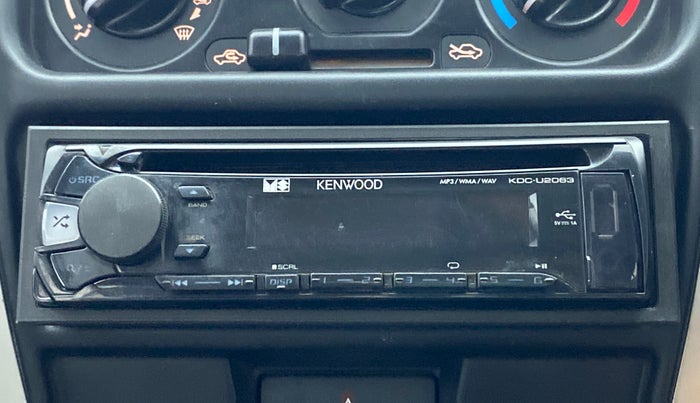 SRC
KENWOOD
MP3/WMA/WAV
KDC-U2063
BAND
SEEK
5V 1A
SCRL
DISP
1 2 3 4 5 6